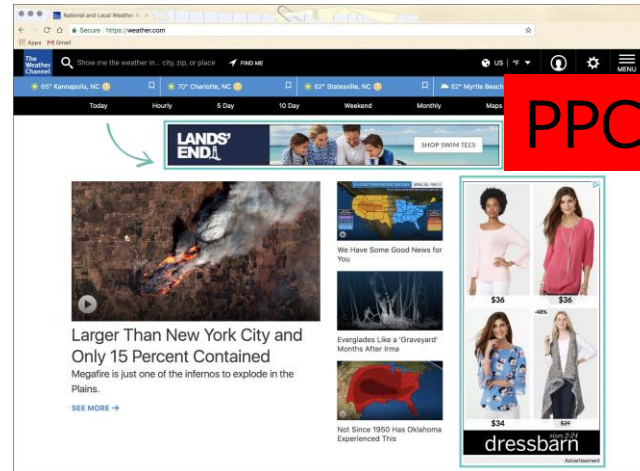 National and Local Weather
Secure https://weather.com
Apps Gmail
The Weather Channel
Show me the weather in... city, zip, or place
FIND ME
US | °F
MENU
65° Kannapolis, NC
70° Charlotte, NC
62° Statesville, NC
82° Myrtle Beach
Today Hourly 5 Day 10 Day Weekend Monthly Maps
PPC
LANDS' END
SHOP SWIM TEES
Larger Than New York City and
Only 15 Percent Contained
Megafire is just one of the infernos to explode in the
Plains.
SEE MORE →
We Have Some Good News for
You
Everglades Like a 'Graveyard'
Months After Irma
Not Since 1950 Has Oklahoma
Experienced This
$36 $36
-48%
$34 $29
sizes 2-24
dressbarn
Advertisement